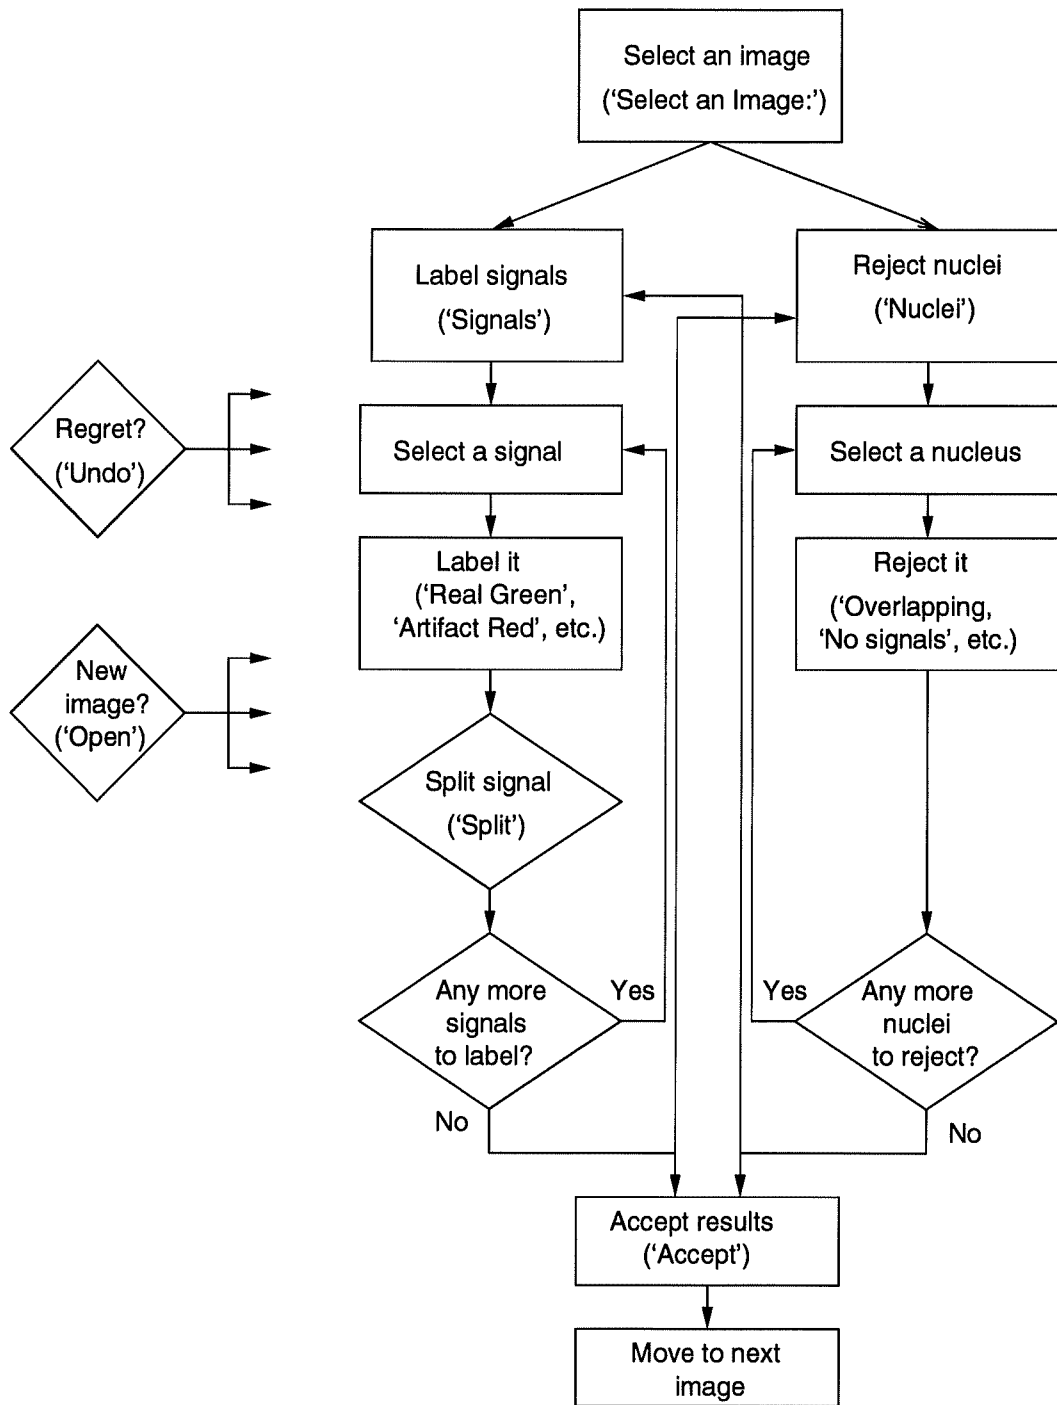 Select an image
(‘Select an Image:’)
Label signals
(‘Signals’)
Reject nuclei
(‘Nuclei’)
Regret?
(‘Undo’)
Select a signal
Select a nucleus
Label it
(‘Real Green’,
‘Artifact Red’, etc.)
Reject it
(‘Overlapping,
‘No signals’, etc.)
New
image?
(‘Open’)
Split signal
(‘Split’)
Any more
signals
to label?
Yes
Yes
Any more
nuclei
to reject?
No
No
Accept results
(‘Accept’)
Move to next
image